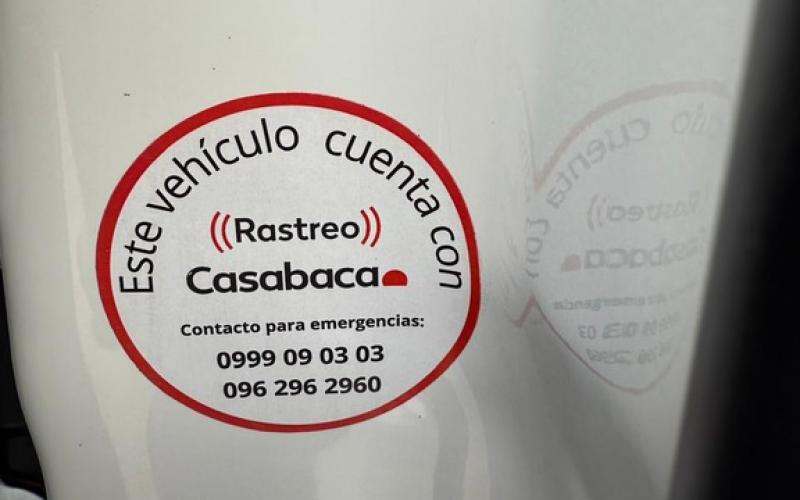 Este vehículo cuenta con
((Rastreo))
Casabaca
Contacto para emergencias:
0999 09 03 03
096 296 2960